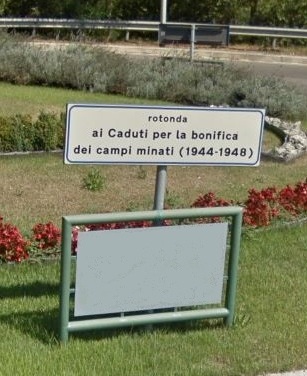 rotonda
ai Caduti per la bonifica
dei campi minati (1944-1948)